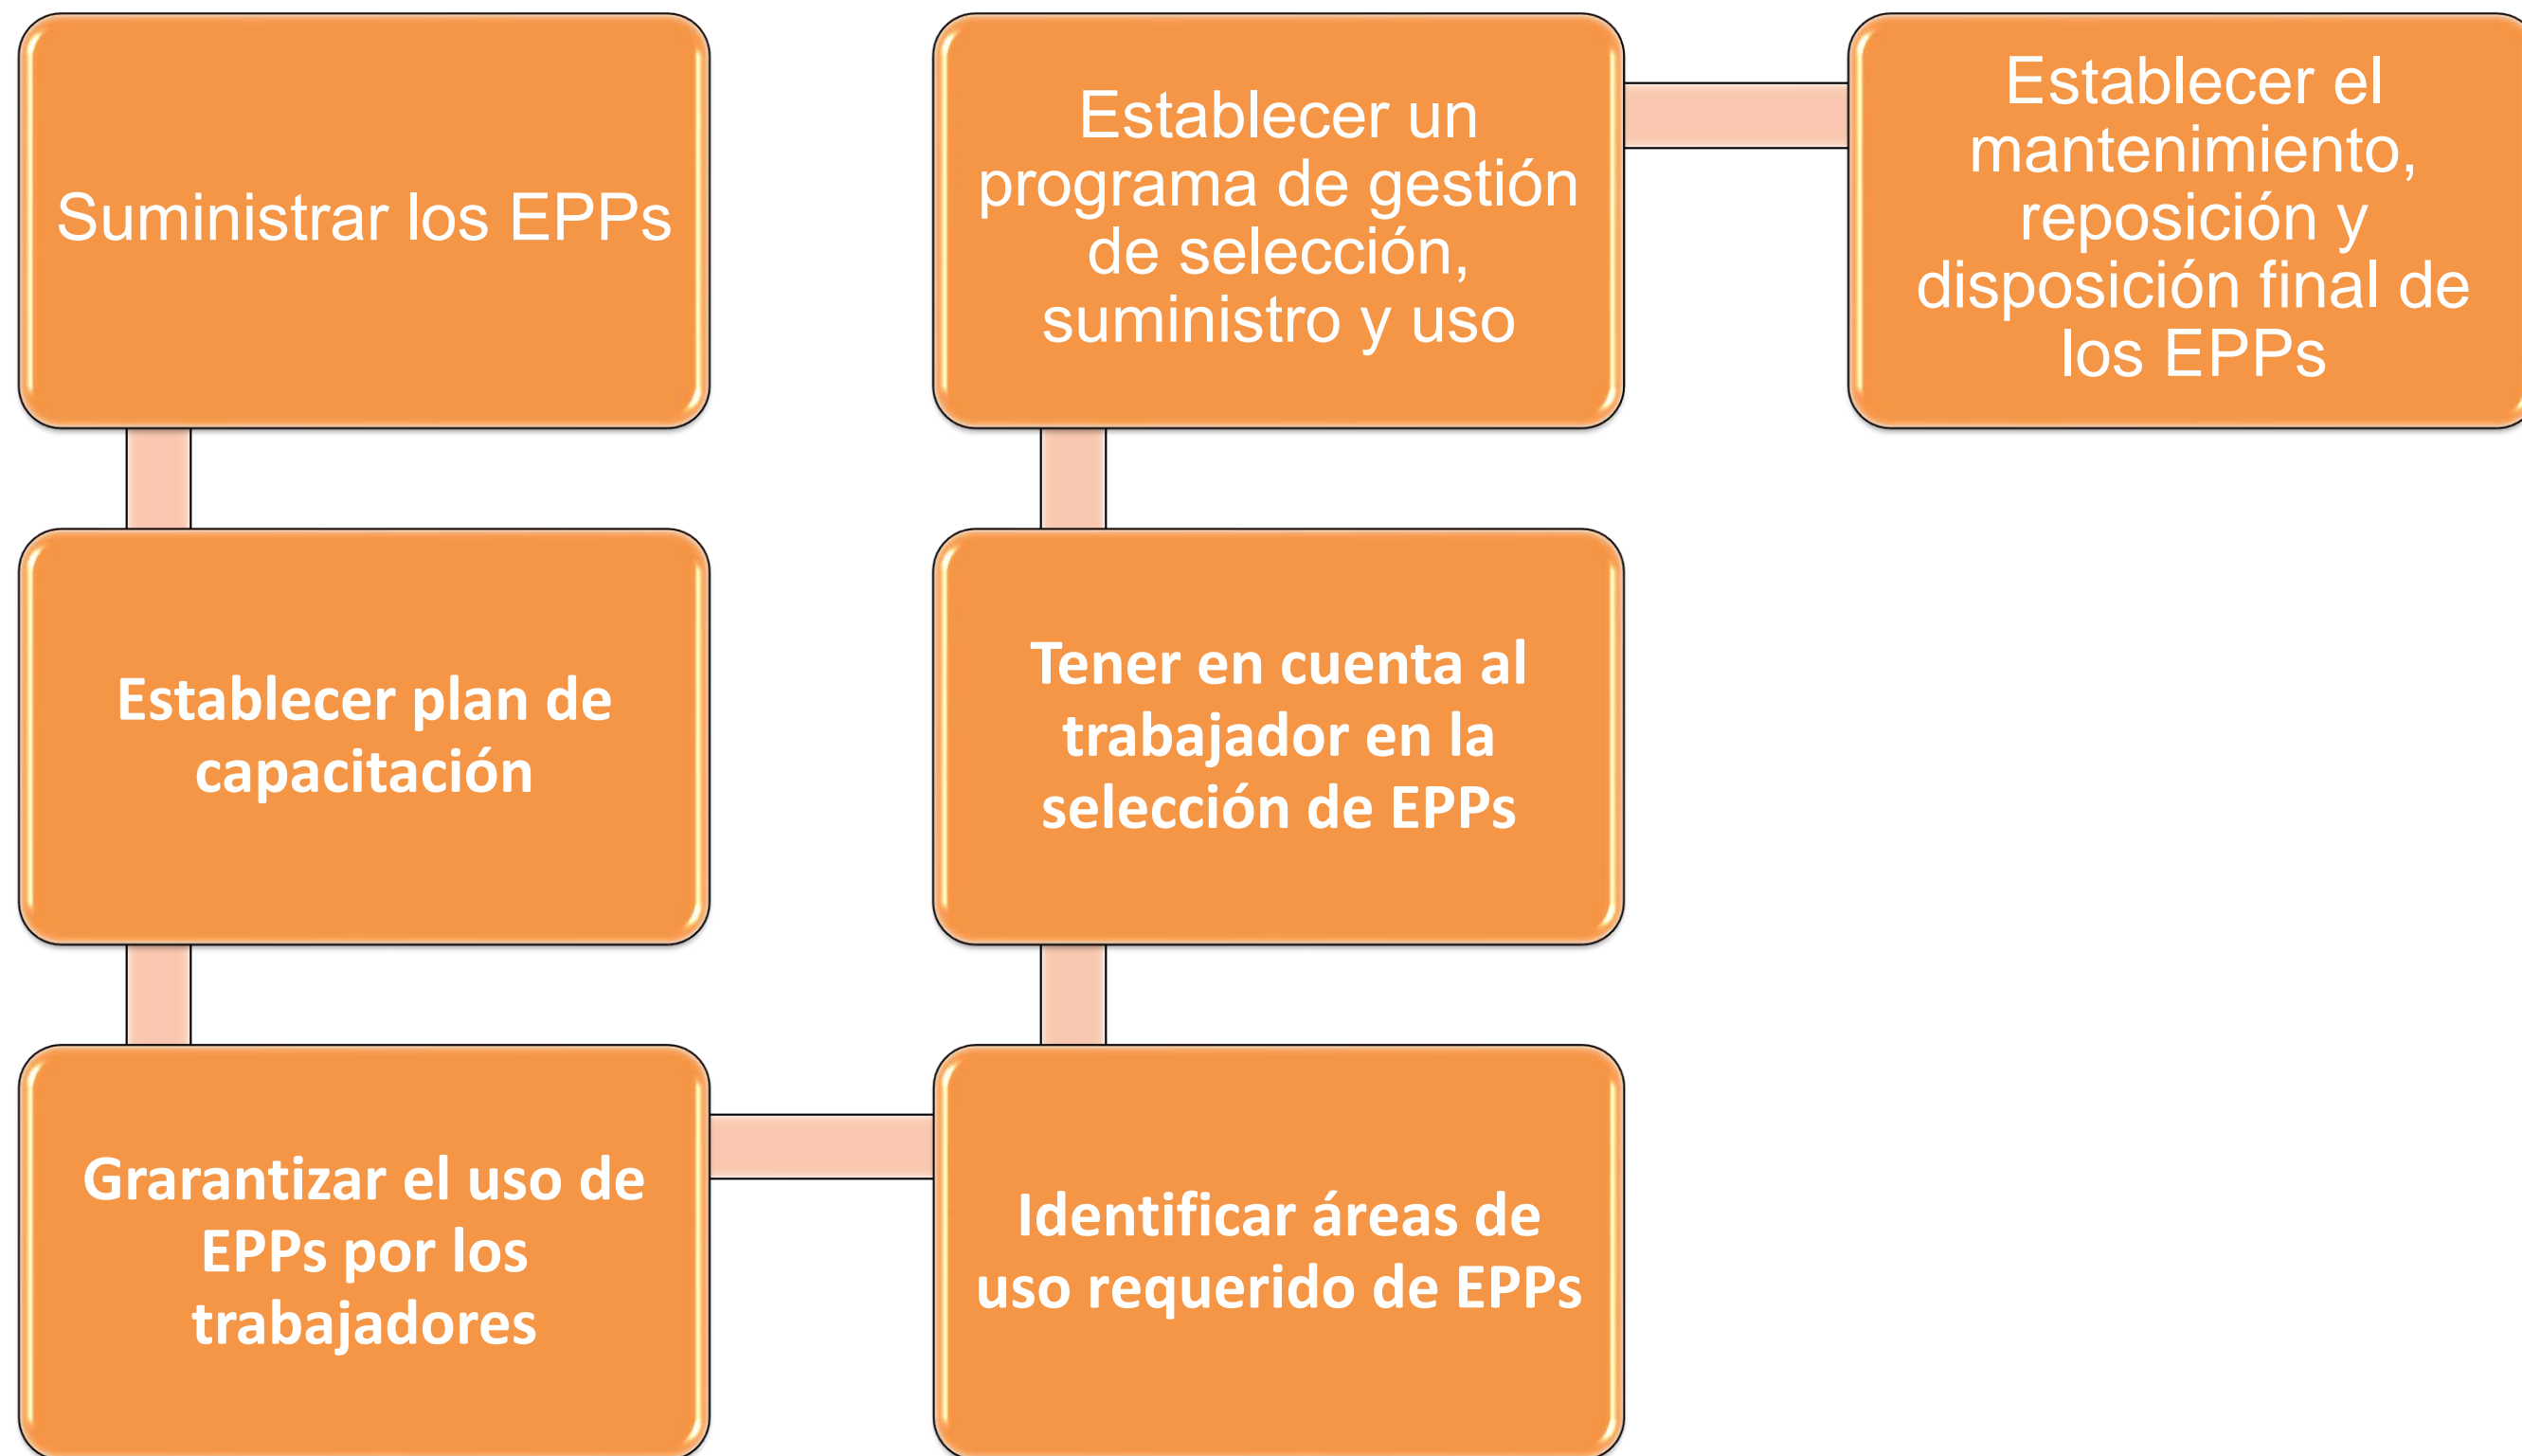 Suministrar los EPPs
Establecer plan de
capacitación
Grarantizar el uso de
EPPs por los
trabajadores
Identificar áreas de
uso requerido de EPPs
Tener en cuenta al
trabajador en la
selección de EPPs
Establecer un
programa de gestión
de selección,
suministro y uso
Establecer el
mantenimiento,
reposición y
disposición final de
los EPPs